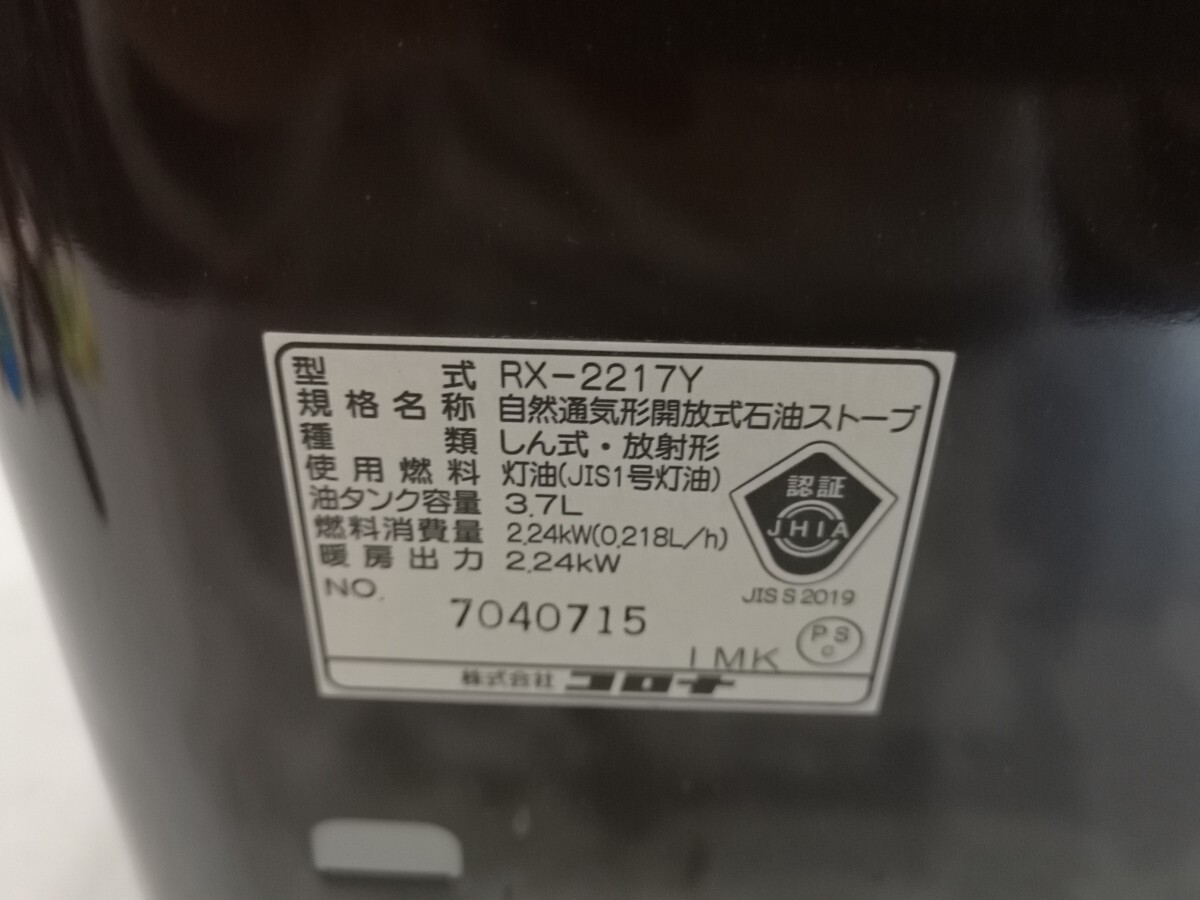 型式 RX-2217Y
規格名称 自然通気形開放式石油ストーブ
種類 しん式・放射形
使用燃料 灯油(JIS1号灯油)
油タンク容量 3.7L
燃料消費量 2.24kW(0.218L/h)
暖房出力 2.24kW
認証
JHIA
JIS S 2019
NO. 7040715
1MK
PS
C
株式会社 コロナ